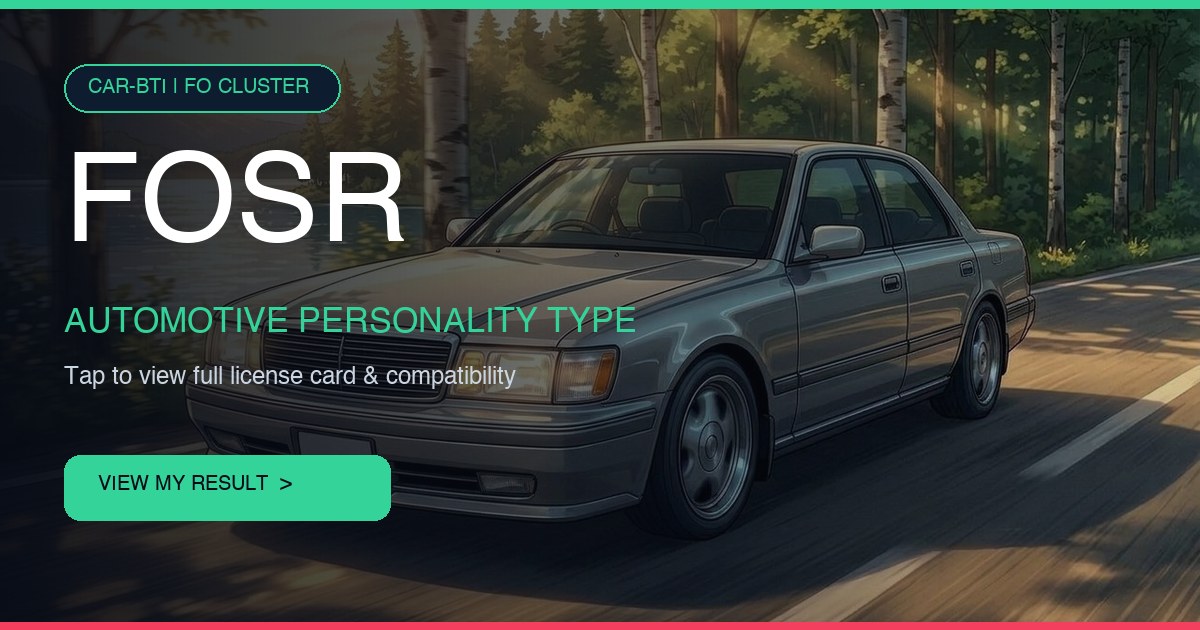 CAR-BTI | FO CLUSTER
FOSR
AUTOMOTIVE PERSONALITY TYPE
Tap to view full license card & compatibility
VIEW MY RESULT >